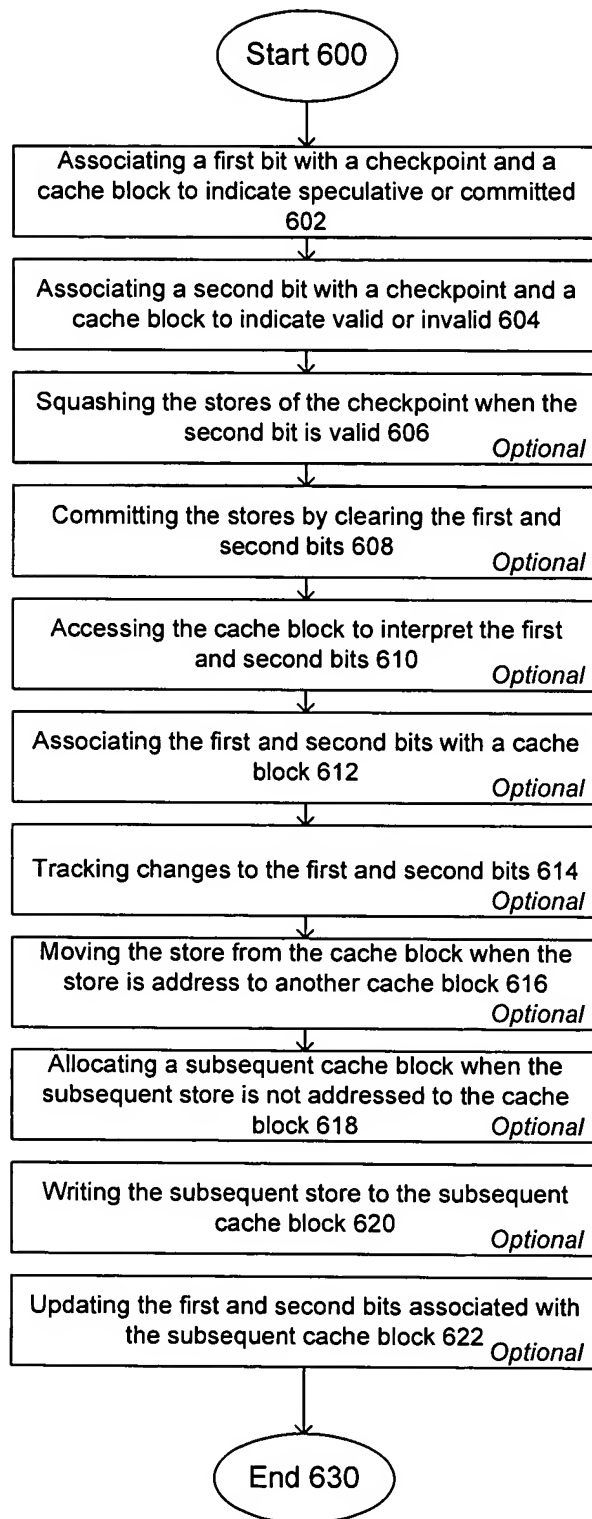 Start 600
Associating a first bit with a checkpoint and a
cache block to indicate speculative or committed
602
Associating a second bit with a checkpoint and a
cache block to indicate valid or invalid 604
Squashing the stores of the checkpoint when the
second bit is valid 606
Optional
Committing the stores by clearing the first and
second bits 608
Optional
Accessing the cache block to interpret the first
and second bits 610
Optional
Associating the first and second bits with a cache
block 612
Optional
Tracking changes to the first and second bits 614
Optional
Moving the store from the cache block when the
store is address to another cache block 616
Optional
Allocating a subsequent cache block when the
subsequent store is not addressed to the cache
block 618 Optional
Writing the subsequent store to the subsequent
cache block 620
Optional
Updating the first and second bits associated with
the subsequent cache block 622 Optional
End 630